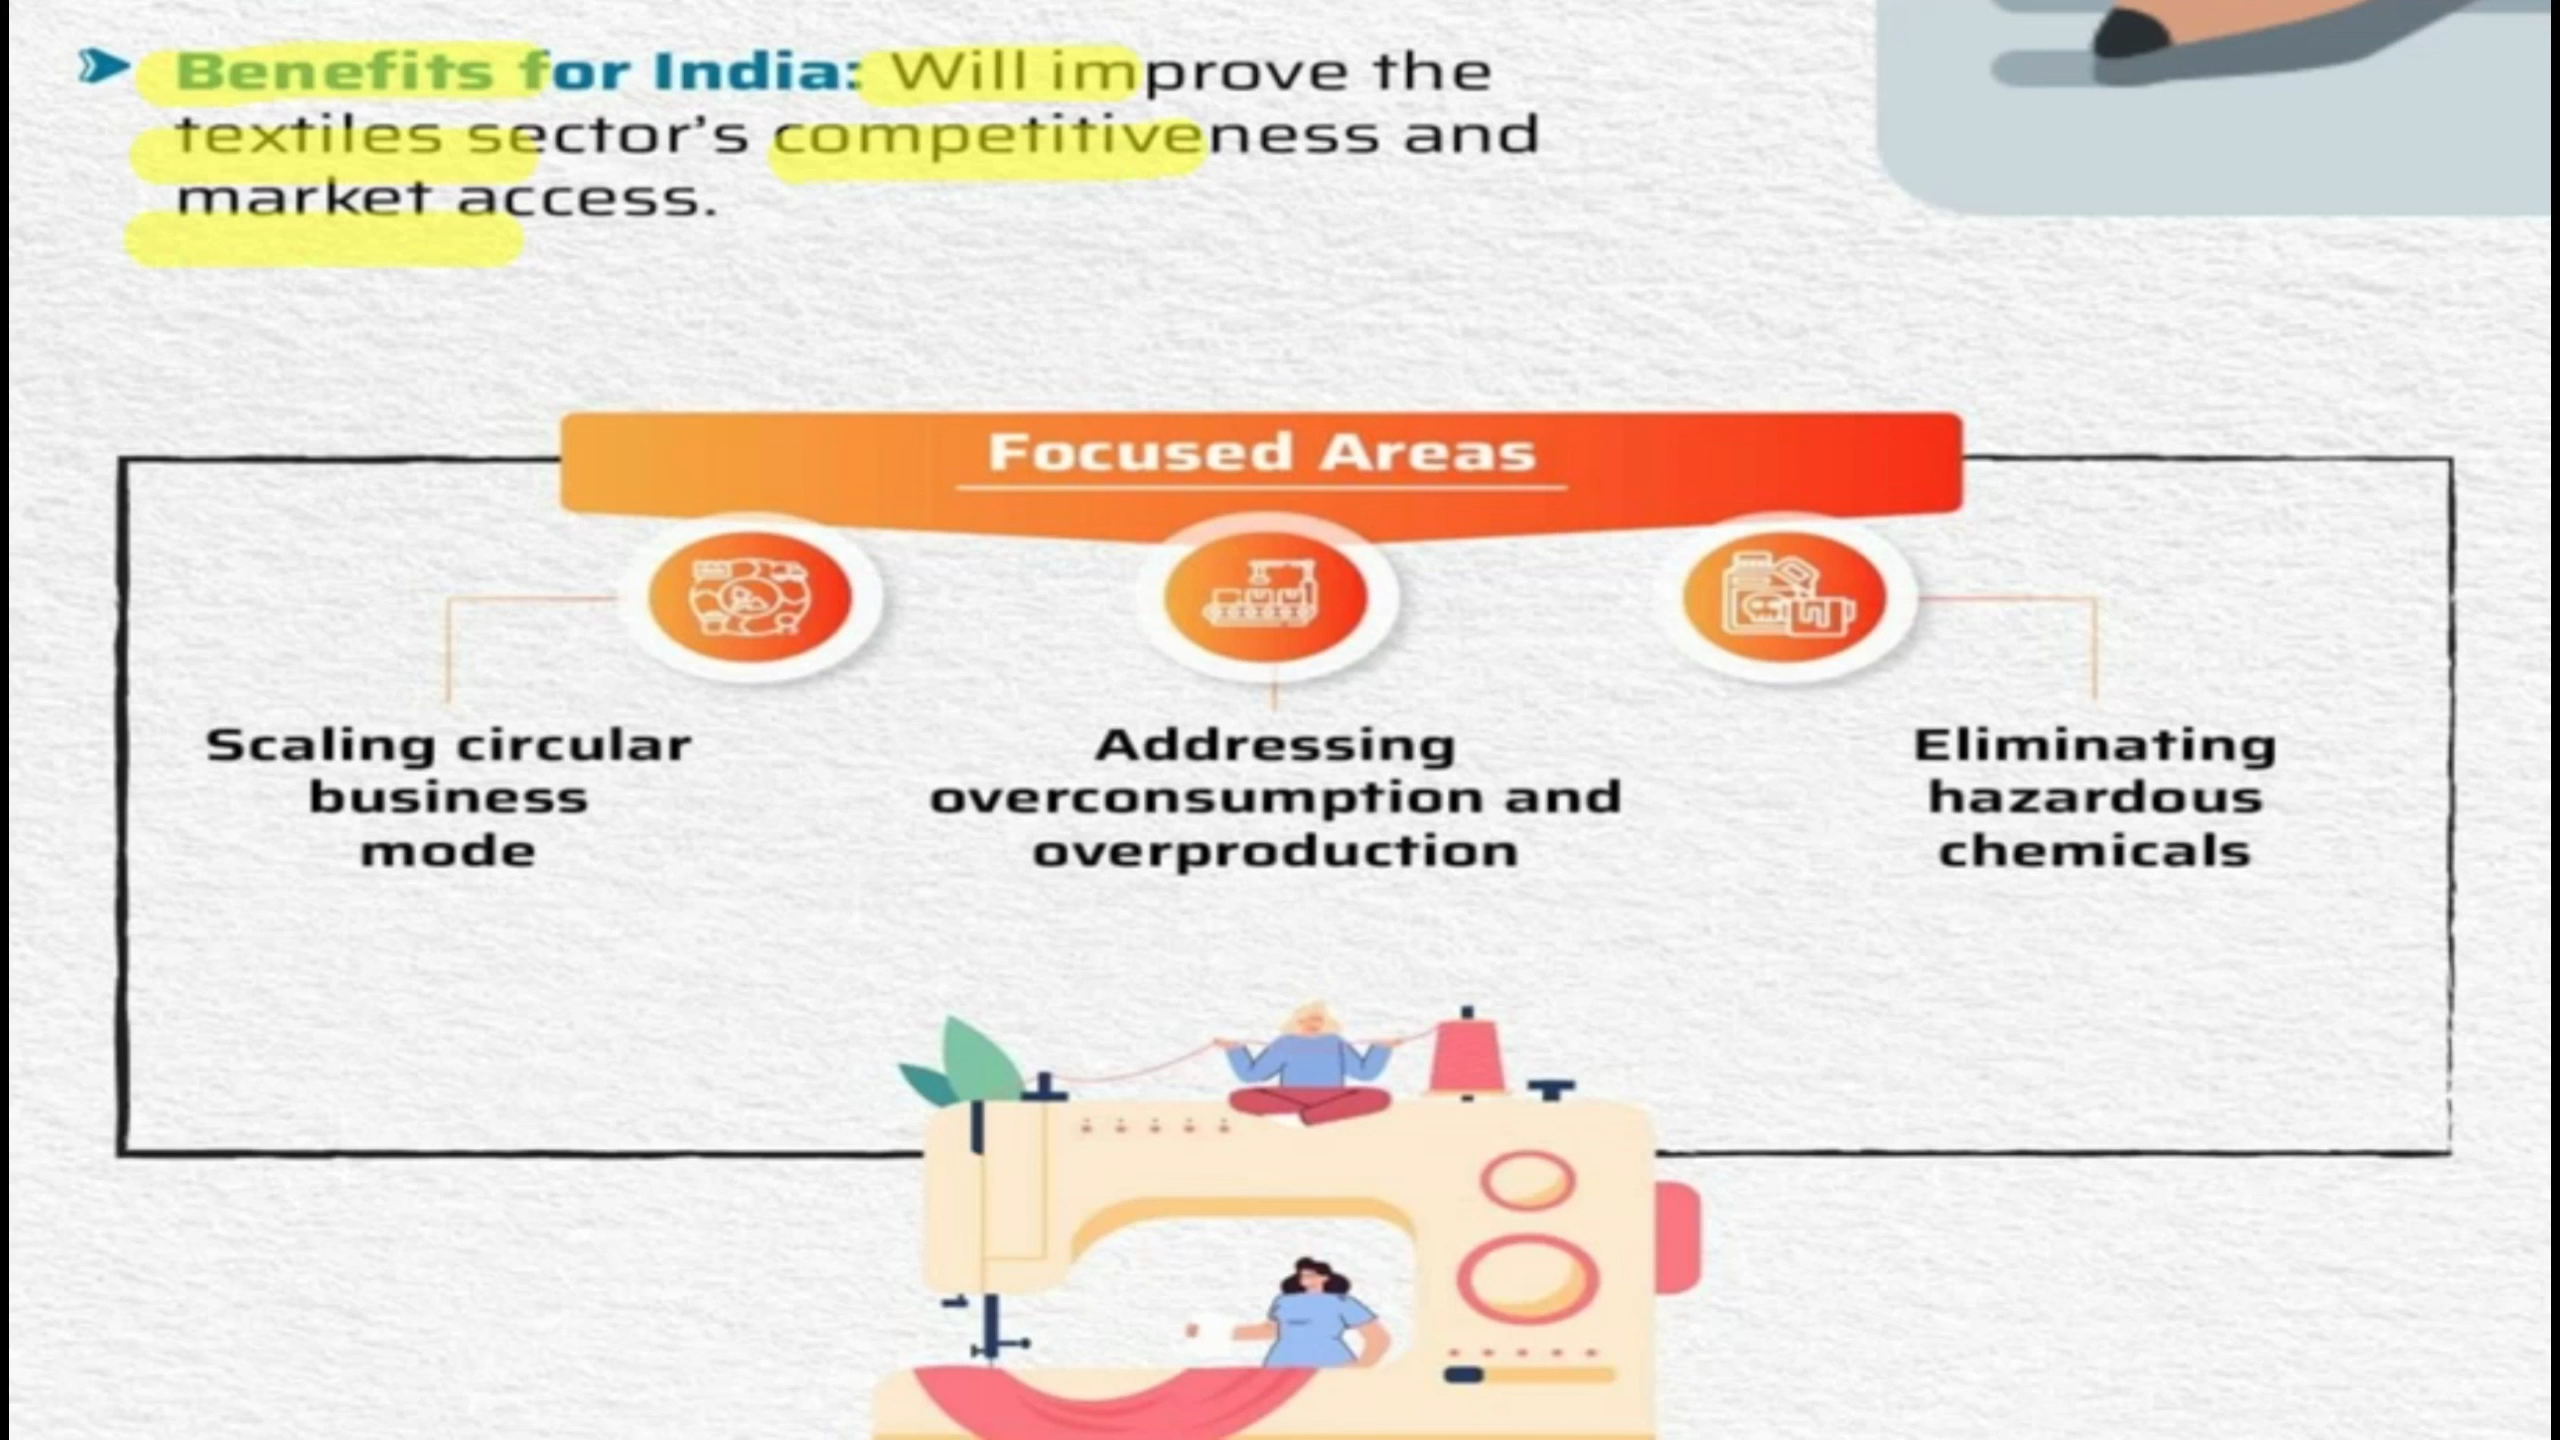 Benefits for India: Will improve the
textiles sector's competitiveness and
market access.
Focused Areas
Scaling circular
business
mode
Addressing
overconsumption and
overproduction
Eliminating
hazardous
chemicals